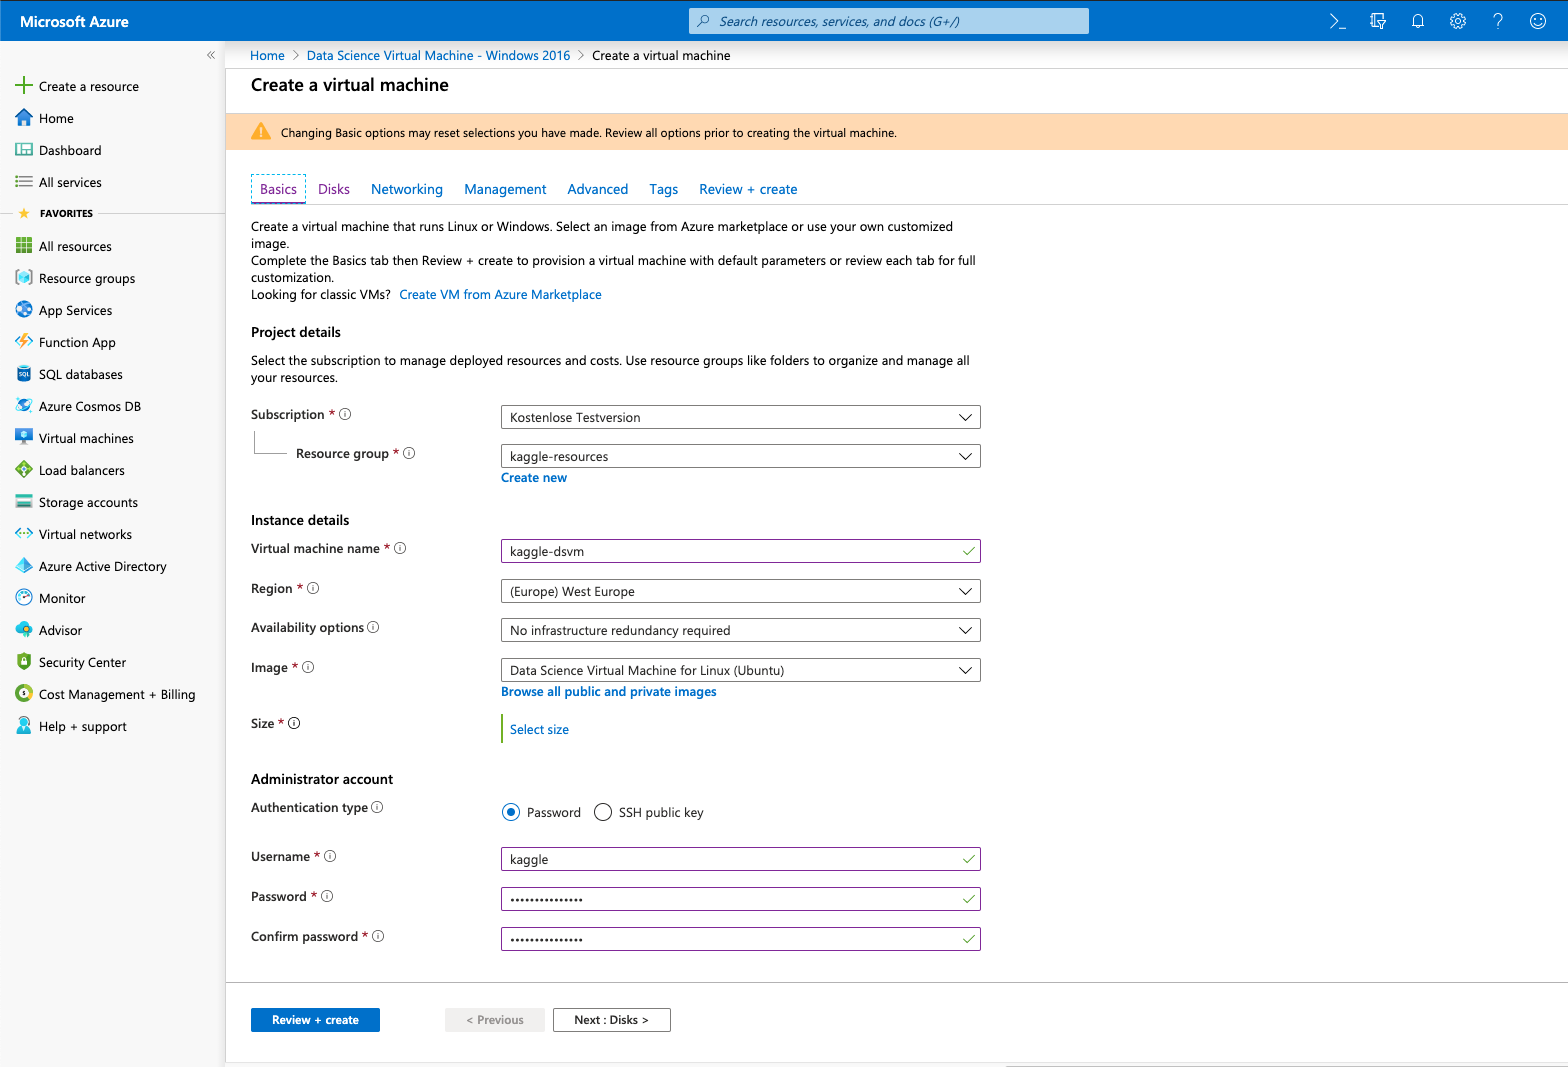 Microsoft Azure
Search resources, services, and docs (G+/)
Home > Data Science Virtual Machine - Windows 2016 > Create a virtual machine
Create a resource
Home
Dashboard
All services
FAVORITES
All resources
Resource groups
App Services
Function App
SQL databases
Azure Cosmos DB
Virtual machines
Load balancers
Storage accounts
Virtual networks
Azure Active Directory
Monitor
Advisor
Security Center
Cost Management + Billing
Help + support
Create a virtual machine
Changing Basic options may reset selections you have made. Review all options prior to creating the virtual machine.
Basics Disks Networking Management Advanced Tags Review + create
Create a virtual machine that runs Linux or Windows. Select an image from Azure marketplace or use your own customized
image.
Complete the Basics tab then Review + create to provision a virtual machine with default parameters or review each tab for full
customization.
Looking for classic VMs? Create VM from Azure Marketplace
Project details
Select the subscription to manage deployed resources and costs. Use resource groups like folders to organize and manage all
your resources.
Subscription * Kostenlose Testversion
Resource group * kaggle-resources
Create new
Instance details
Virtual machine name * kaggle-dsvm
Region * (Europe) West Europe
Availability options No infrastructure redundancy required
Image * Data Science Virtual Machine for Linux (Ubuntu)
Browse all public and private images
Size * Select size
Administrator account
Authentication type Password SSH public key
Username * kaggle
Password * •••••••••••••••
Confirm password * •••••••••••••••
Review + create < Previous Next : Disks >